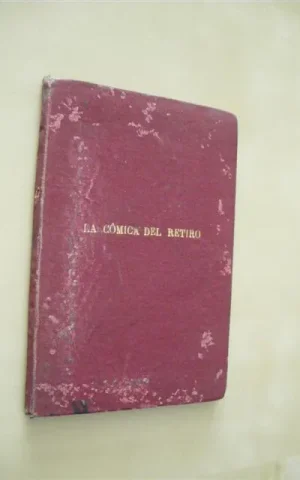 LA CÓMICA DEL RETIRO